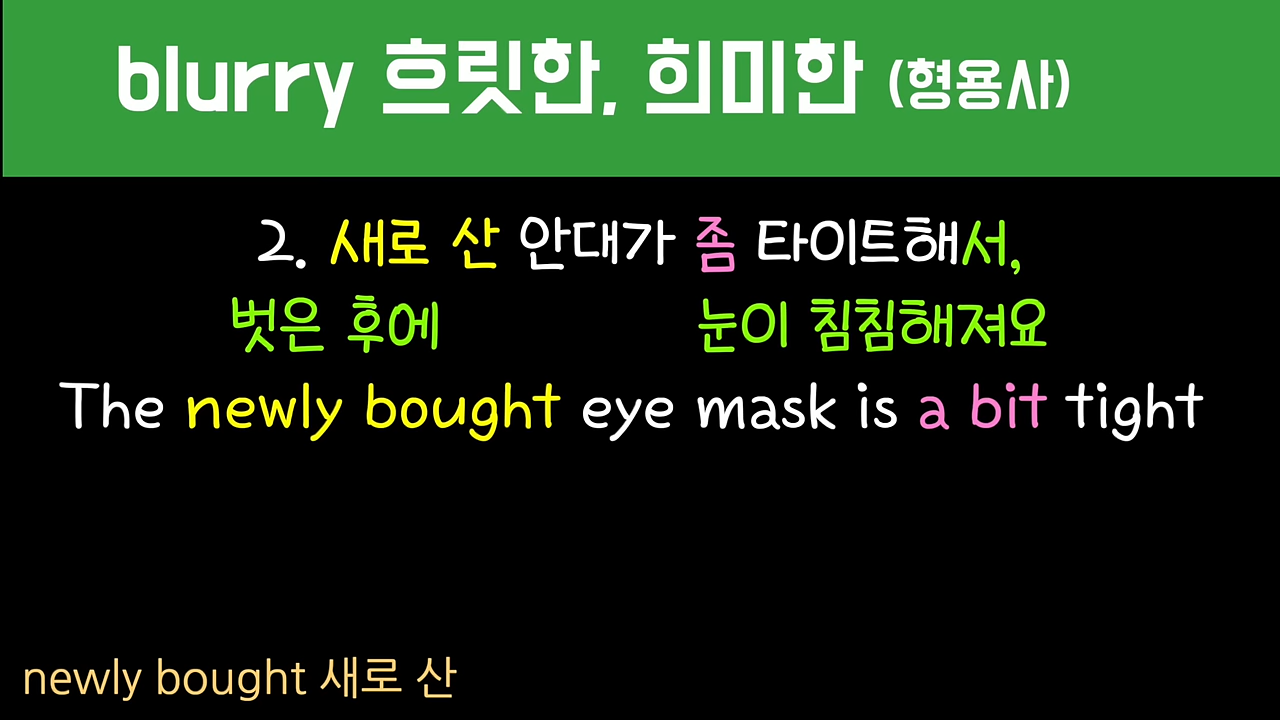 blurry 흐릿한, 희미한 (형용사)
2. 새로 산 안대가 좀 타이트해서,
벗은 후에 눈이 침침해져요
The newly bought eye mask is a bit tight
newly bought 새로 산